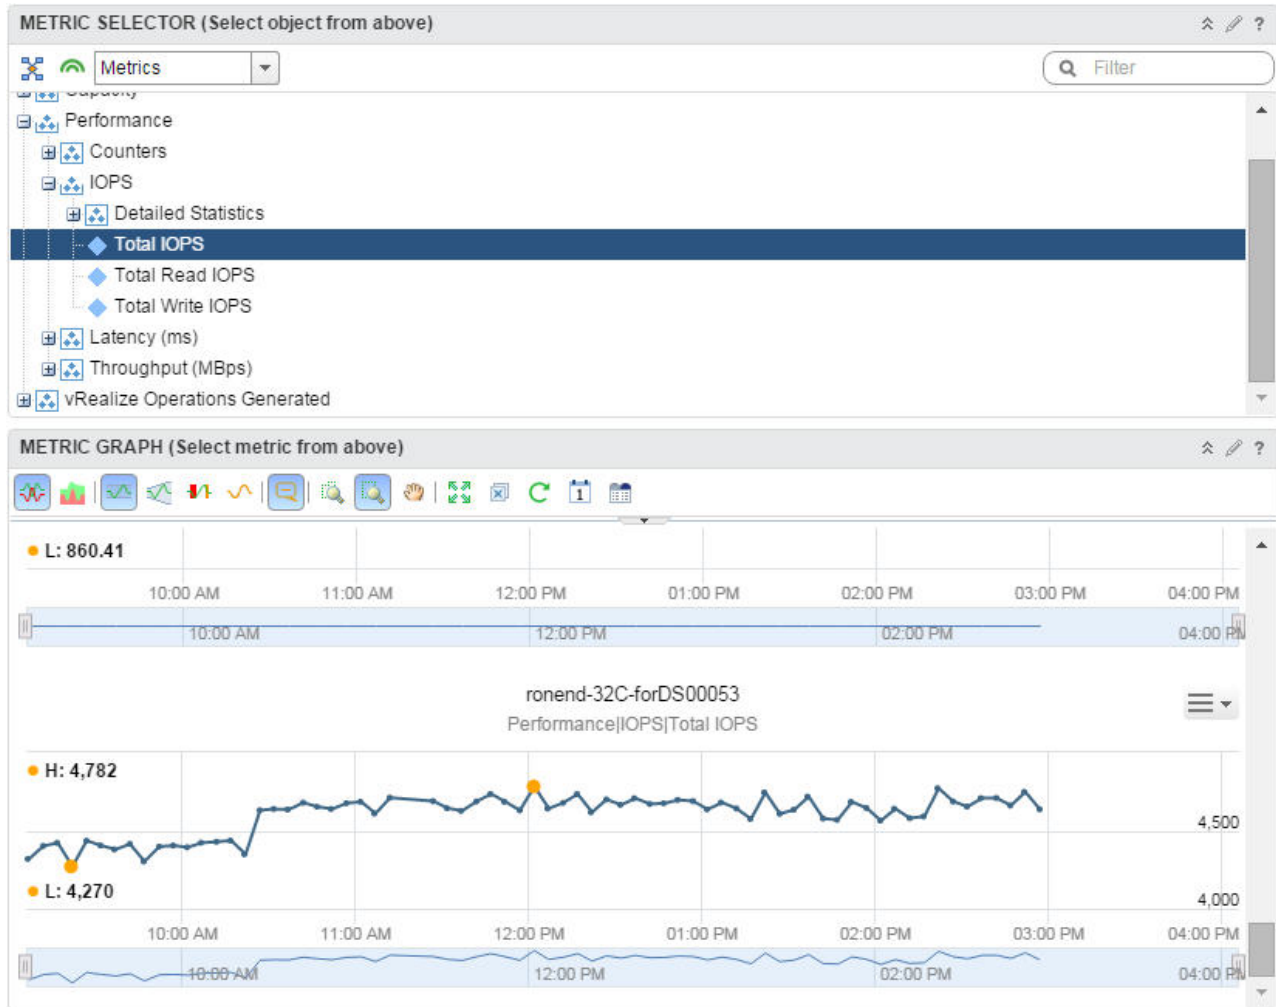 METRIC SELECTOR (Select object from above) ?
Metrics Filter
Capacity
Performance
Counters
IOPS
Detailed Statistics
Total IOPS
Total Read IOPS
Total Write IOPS
Latency (ms)
Throughput (MBps)
vRealize Operations Generated
METRIC GRAPH (Select metric from above) ?
1
L: 860.41
10:00 AM 11:00 AM 12:00 PM 01:00 PM 02:00 PM 03:00 PM 04:00 PM
10:00 AM 12:00 PM 02:00 PM 04:00 PM
ronend-32C-forDS00053
Performance|IOPS|Total IOPS
H: 4,782
4,500
L: 4,270
4,000
10:00 AM 11:00 AM 12:00 PM 01:00 PM 02:00 PM 03:00 PM 04:00 PM
10:00 AM 12:00 PM 02:00 PM 04:00 PM